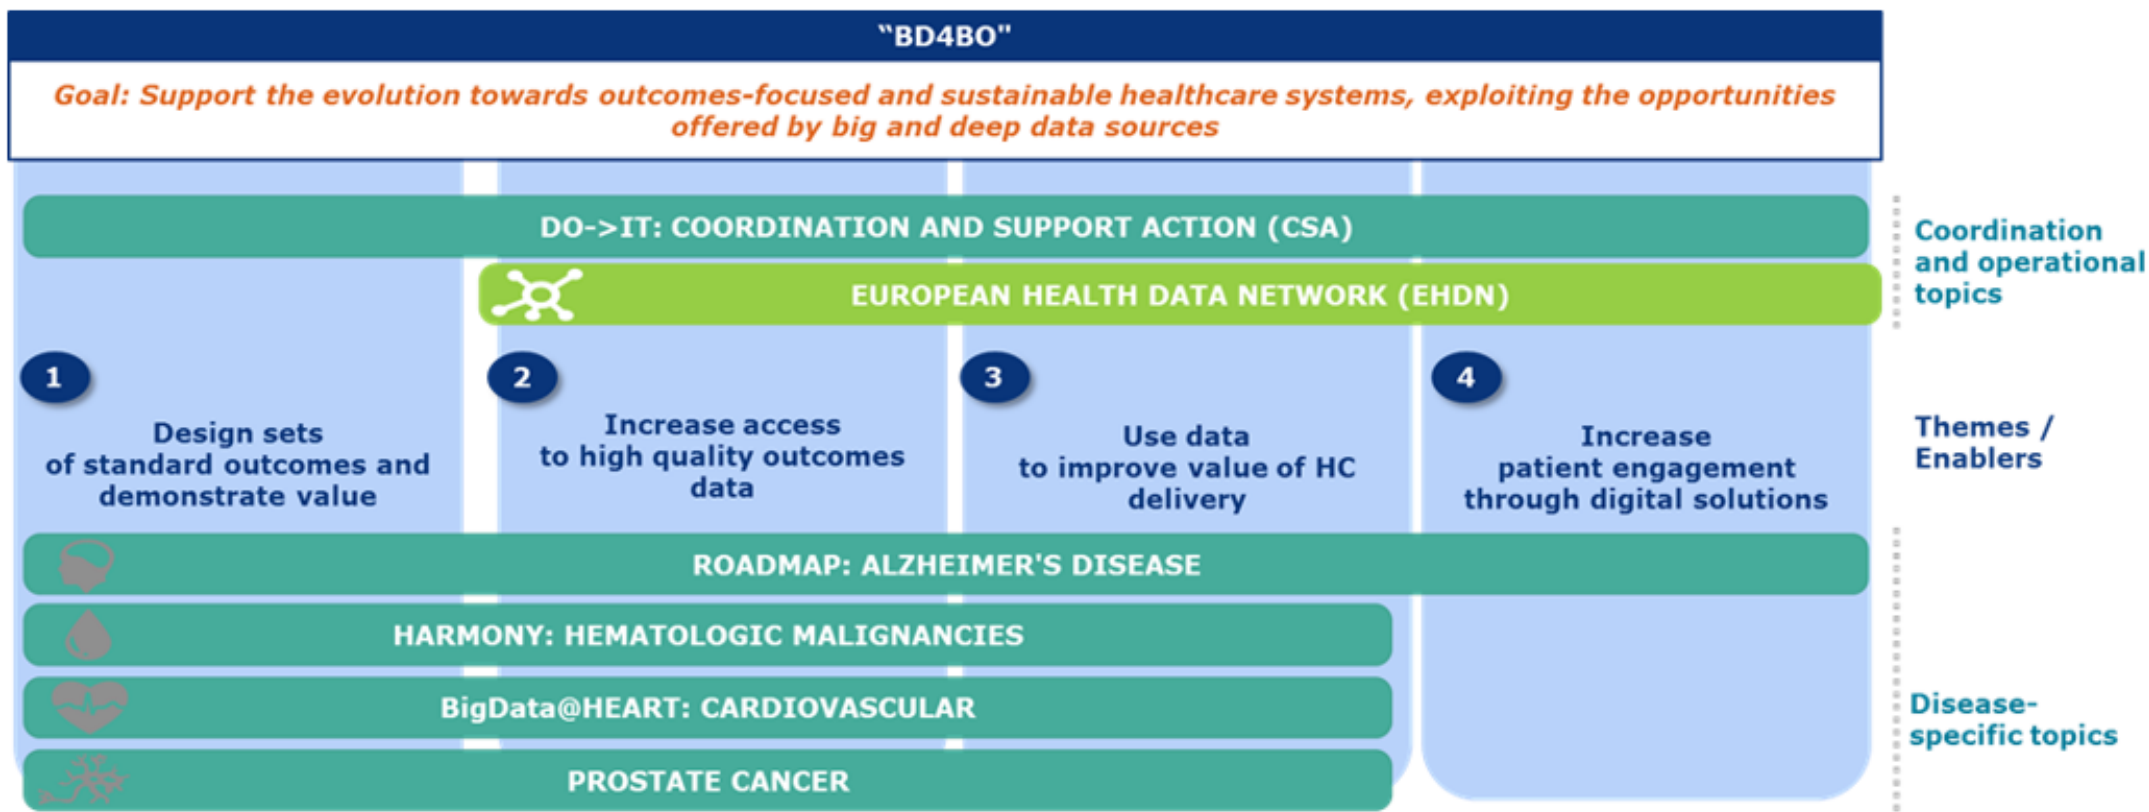 “BD4BO"
Goal: Support the evolution towards outcomes-focused and sustainable healthcare systems, exploiting the opportunities
offered by big and deep data sources
DO->IT: COORDINATION AND SUPPORT ACTION (CSA)
EUROPEAN HEALTH DATA NETWORK (EHDN)
Coordination
and operational
topics
1
Design sets
of standard outcomes and
demonstrate value
2
Increase access
to high quality outcomes
data
3
Use data
to improve value of HC
delivery
4
Increase
patient engagement
through digital solutions
Themes /
Enablers
ROADMAP: ALZHEIMER'S DISEASE
HARMONY: HEMATOLOGIC MALIGNANCIES
BigData@HEART: CARDIOVASCULAR
PROSTATE CANCER
Disease-
specific topics